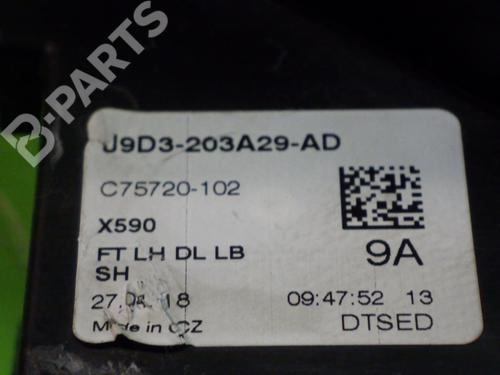 B-PARTS
J9D3-203A29-AD
C75720-102
X590
FT LH DL LB
SH
9A
18 09:47:52 13
Made in CZ DTSED